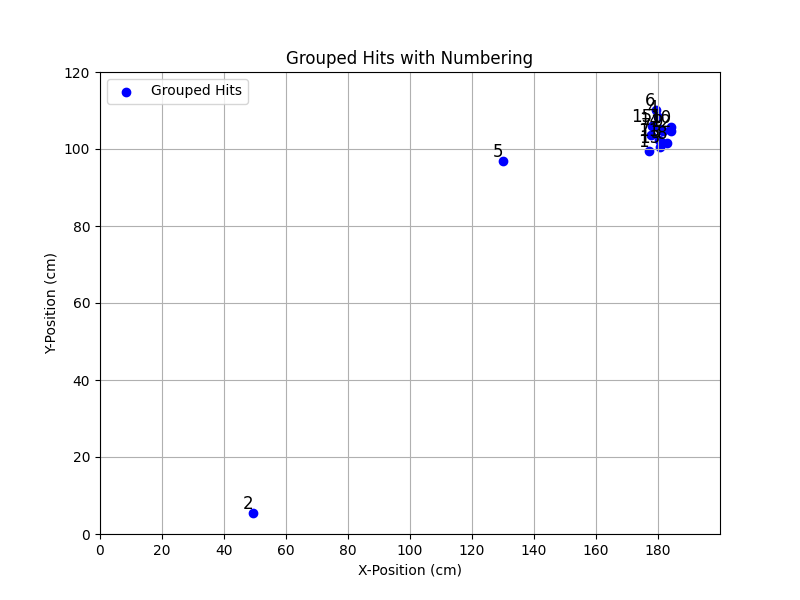 Grouped Hits with Numbering
Grouped Hits
120
100
80
60
40
20
0
Y-Position (cm)
6
5
2
0 20 40 60 80 100 120 140 160 180
X-Position (cm)